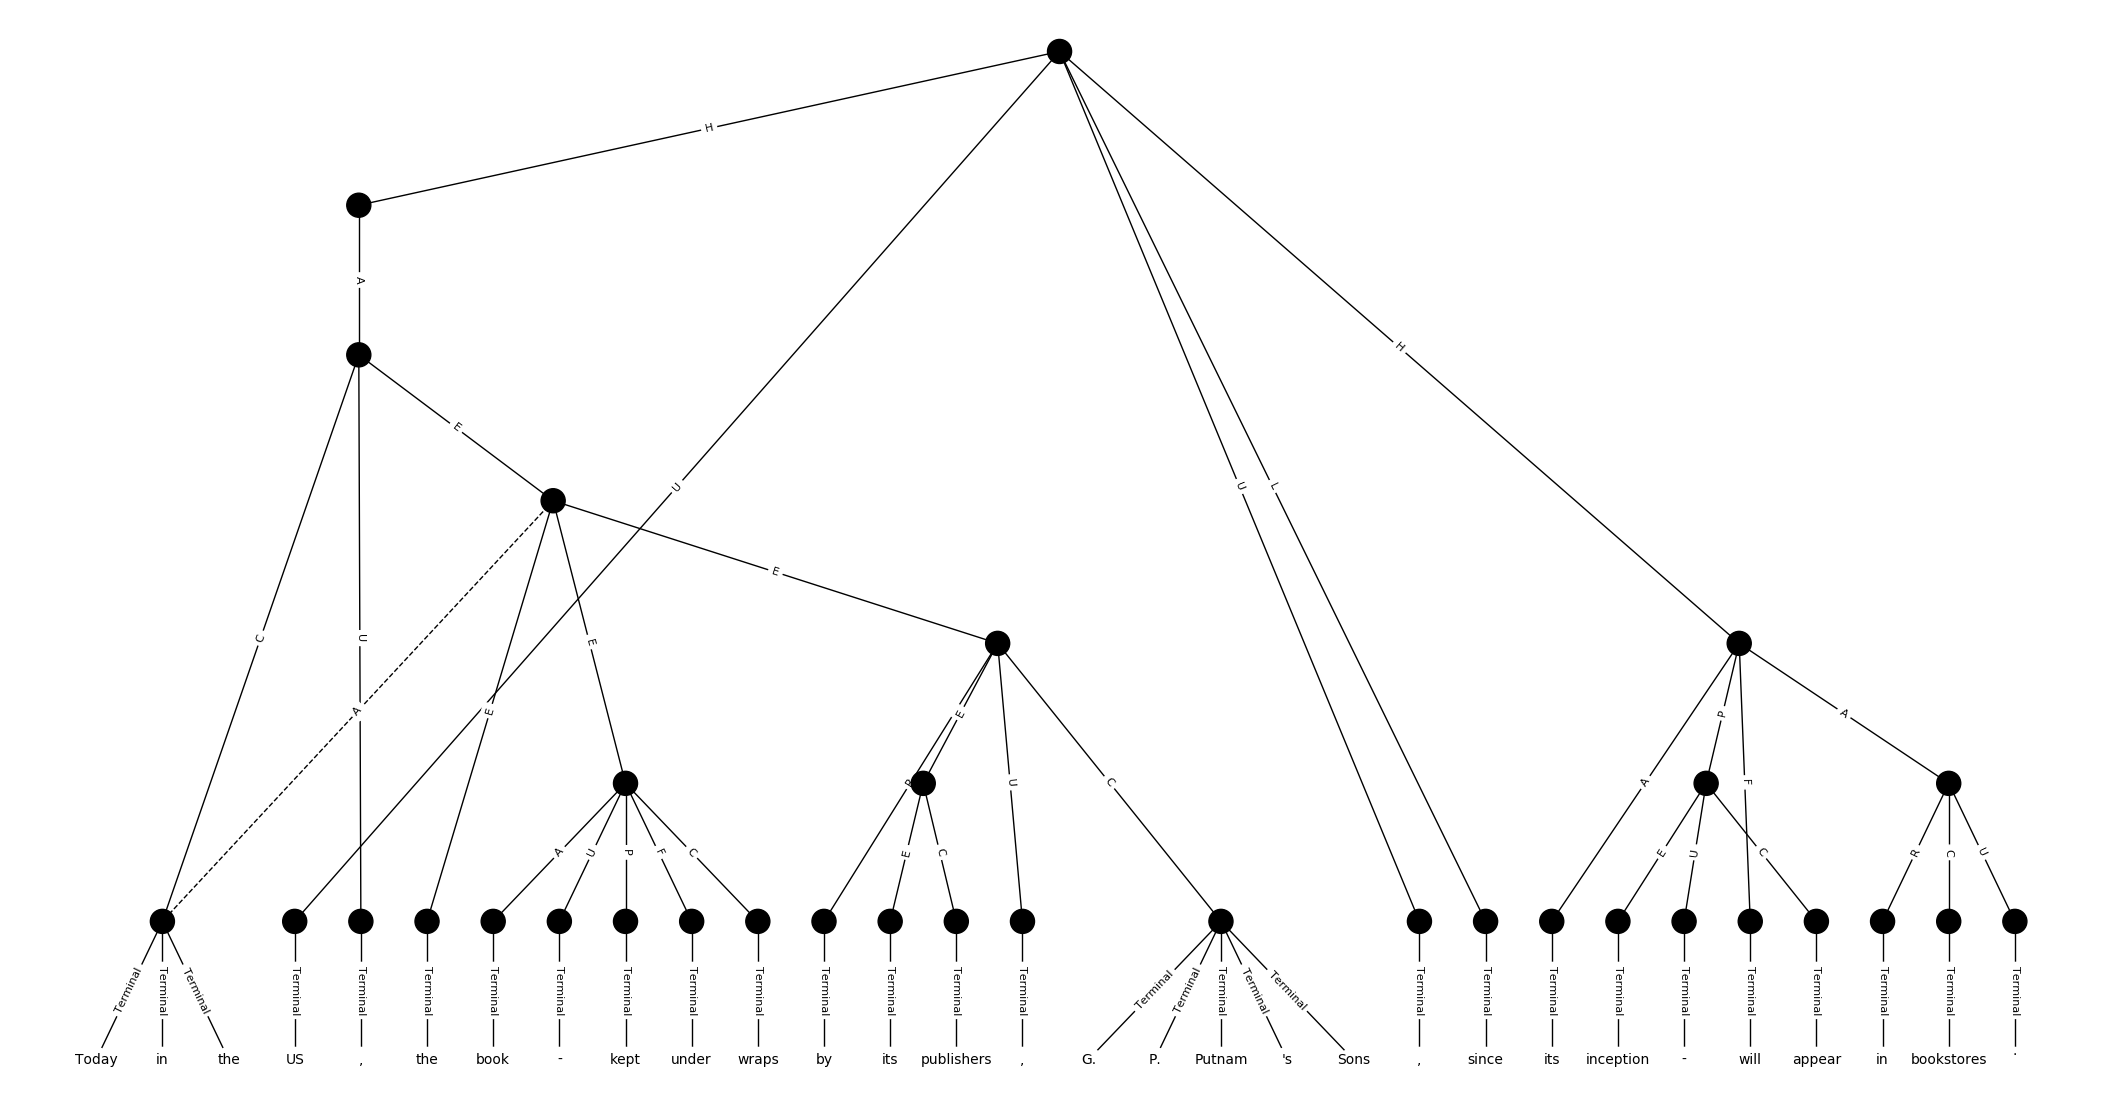 H
A
E
H
U
U
L
E
C
U
E
A
E
E
P
A
A
R
U
C
A
F
A
U
P
F
C
E
C
E
U
C
R
C
U
Terminal Terminal Terminal Terminal Terminal Terminal Terminal Terminal Terminal Terminal Terminal Terminal Terminal Terminal Terminal Terminal Terminal Terminal Terminal Terminal Terminal Terminal Terminal Terminal Terminal Terminal Terminal Terminal Terminal Terminal
Today in the US , the book - kept under wraps by its publishers , G. P. Putnam 's Sons , since its inception - will appear in bookstores .